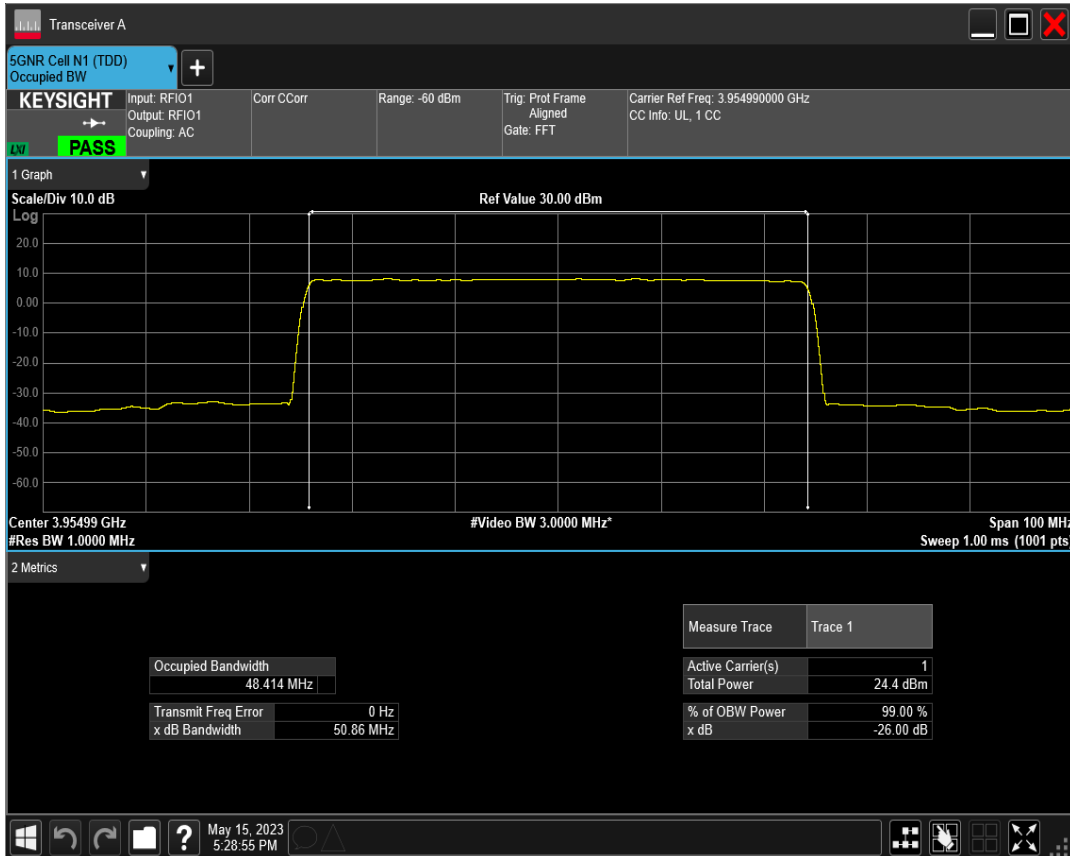 Transceiver A
5GNR Cell N1 (TDD)
Occupied BW
+
KEYSIGHT
LXI
PASS
Input: RFIO1
Output: RFIO1
Coupling: AC
Corr CCorr
Range: -60 dBm
Trig: Prot Frame
Aligned
Gate: FFT
Carrier Ref Freq: 3.954990000 GHz
CC Info: UL, 1 CC
1 Graph
Scale/Div 10.0 dB
Ref Value 30.00 dBm
Log
20.0
10.0
0.00
-10.0
-20.0
-30.0
-40.0
-50.0
-60.0
Center 3.95499 GHz
#Video BW 3.0000 MHz*
Span 100 MHz
#Res BW 1.0000 MHz
Sweep 1.00 ms (1001 pts)
2 Metrics
Measure Trace Trace 1
Occupied Bandwidth
48.414 MHz
Active Carrier(s) 1
Total Power 24.4 dBm
Transmit Freq Error 0 Hz
x dB Bandwidth 50.86 MHz
% of OBW Power 99.00 %
x dB -26.00 dB
?
May 15, 2023
5:28:55 PM